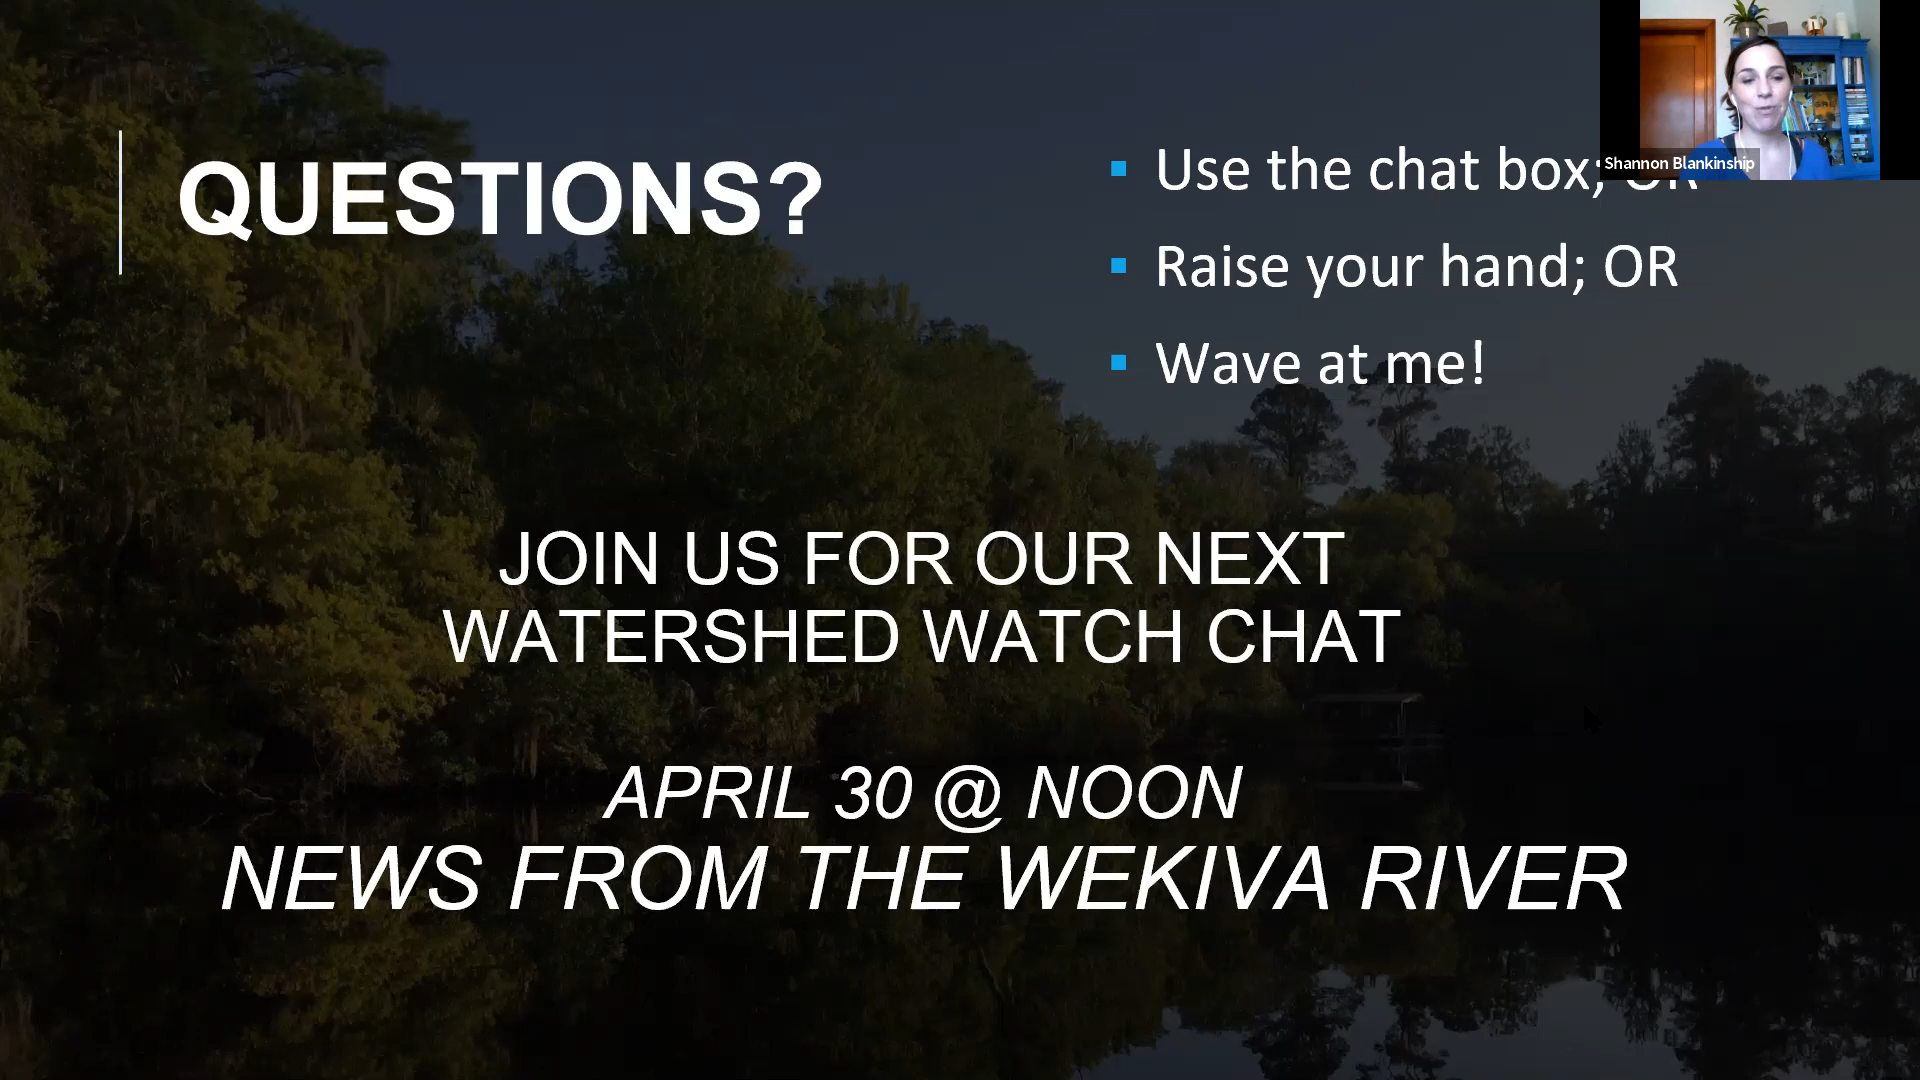 QUESTIONS?
Use the chat box; OR
Raise your hand; OR
Wave at me!
Shannon Blankinship
JOIN US FOR OUR NEXT
WATERSHED WATCH CHAT
APRIL 30 @ NOON
NEWS FROM THE WEKIVA RIVER